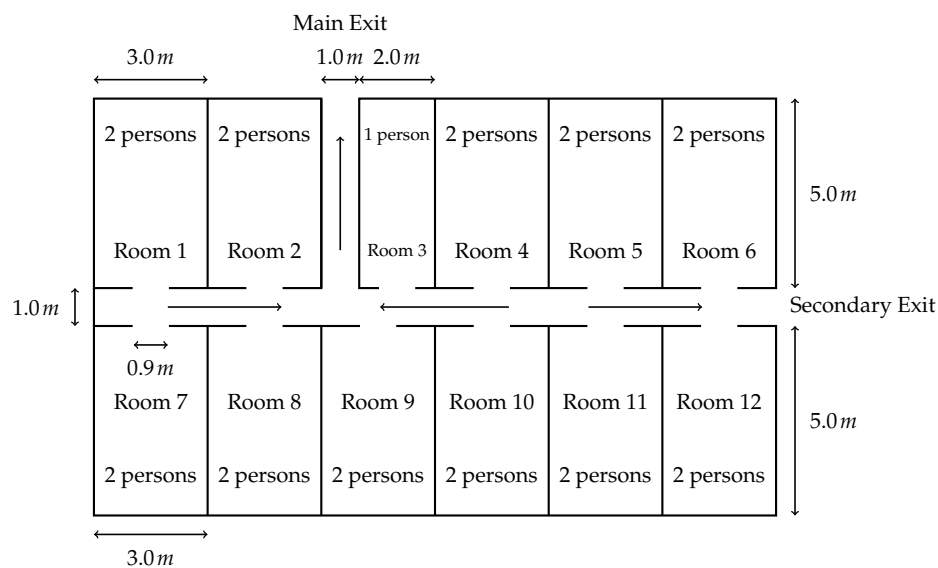 Main Exit
3.0 m
1.0 m
2.0 m
2 persons
2 persons
1 person
2 persons
2 persons
2 persons
5.0 m
Room 1
Room 2
Room 3
Room 4
Room 5
Room 6
1.0 m
Secondary Exit
0.9 m
Room 7
Room 8
Room 9
Room 10
Room 11
Room 12
5.0 m
2 persons
2 persons
2 persons
2 persons
2 persons
2 persons
3.0 m